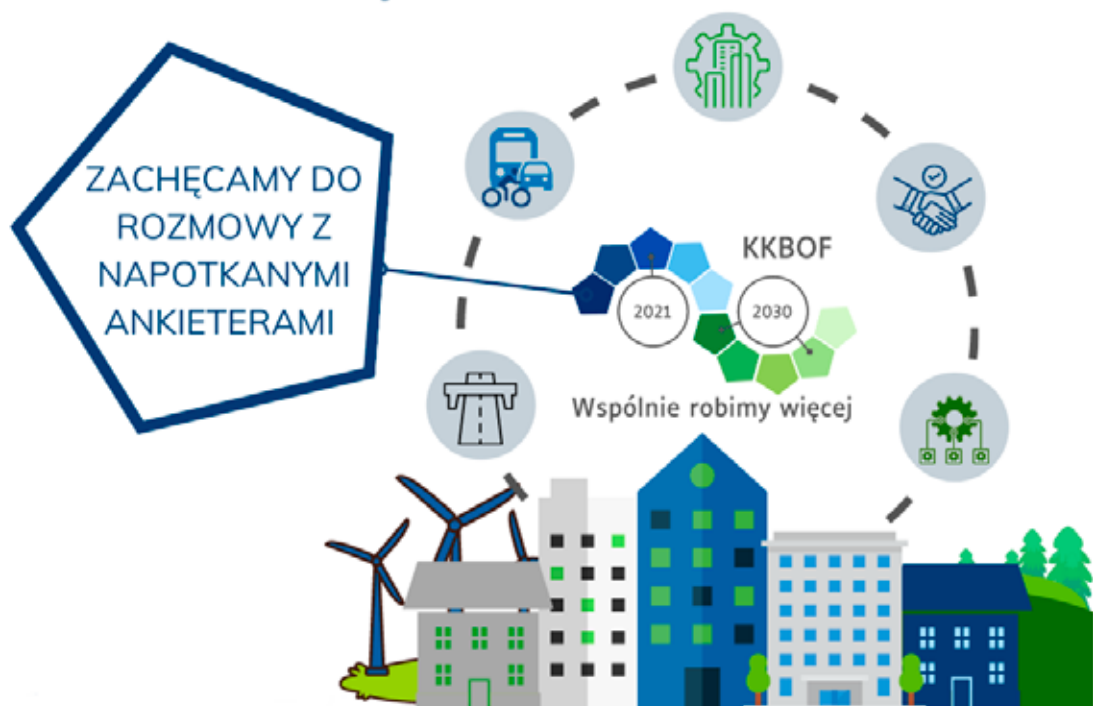 ZACHĘCAMY DO
ROZMOWY Z
NAPOTKANYMI
ANKIETERAMI
KKBOF
2021
2030
Wspólnie robimy więcej